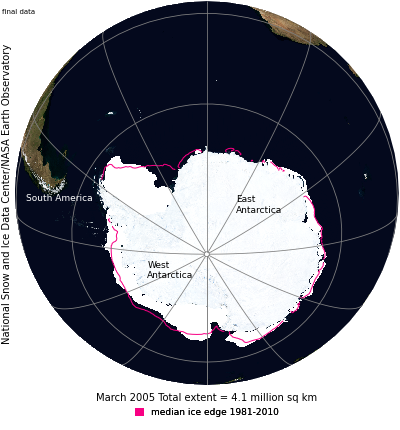 final data
National Snow and Ice Data Center/NASA Earth Observatory
South America
East
Antarctica
West
Antarctica
March 2005 Total extent = 4.1 million sq km
median ice edge 1981-2010